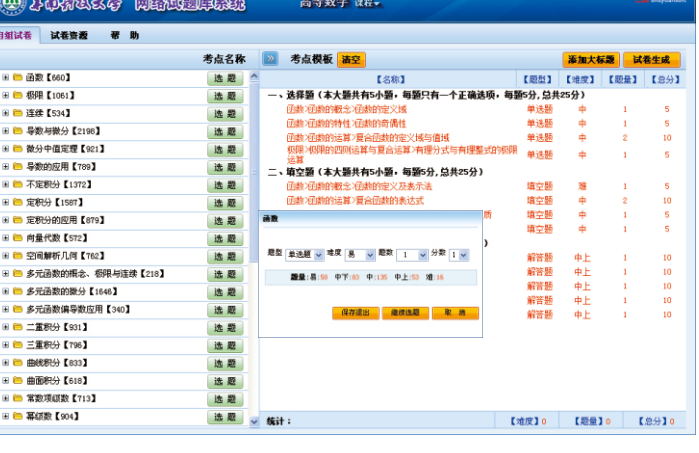 网络试题库系统 高等数字 课程
自组试卷 试卷资源 帮 助
考点名称 考点模板 清空 添加大标题 试卷生成
【名称】 【题型】 【难度】 【题量】 【总分】
函数【660】 选 题
极限【1061】 选 题
连续【534】 选 题
导数与微分【2198】 选 题
微分中值定理【921】 选 题
导数的应用【789】 选 题
不定积分【1372】 选 题
定积分【1587】 选 题
定积分的应用【879】 选 题
向量代数【572】 选 题
空间解析几何【762】 选 题
多元函数的概念、极限与连续【218】 选 题
多元函数的微分【1646】 选 题
多元函数偏导数应用【340】 选 题
二重积分【931】 选 题
三重积分【796】 选 题
曲线积分【833】 选 题
曲面积分【618】 选 题
常数项级数【713】 选 题
幂级数【904】 选 题
一、选择题（本大题共有5小题，每题只有一个正确选项，每题5分,总共25分）
函数>函数的概念>函数的定义域 单选题 中 1 5
函数>函数的特性>函数的奇偶性 单选题 中 1 5
函数>函数的运算>复合函数的定义域与值域 单选题 中 2 10
极限>极限的四则运算与复合运算>有理分式与有理整式的极限运算 单选题 中 1 5
二、填空题（本大题共有5小题，每题5分,总共25分）
函数>函数的概念>函数的定义及表示法 填空题 难 1 5
函数>函数的运算>复合函数的表达式 填空题 中 2 10
质 填空题 中 1 5
填空题 中 1 5
）
解答题 中上 1 10
解答题 中上 1 10
解答题 中上 1 10
解答题 中上 1 10
解答题 中上 1 10
函数
题型 单选题 难度 易 题数 1 分数 1
题量:易:50 中下:83 中:135 中上:53 难:16
保存退出 继续选题 取 消
统计： 【难度】0 【题量】0 【总分】0